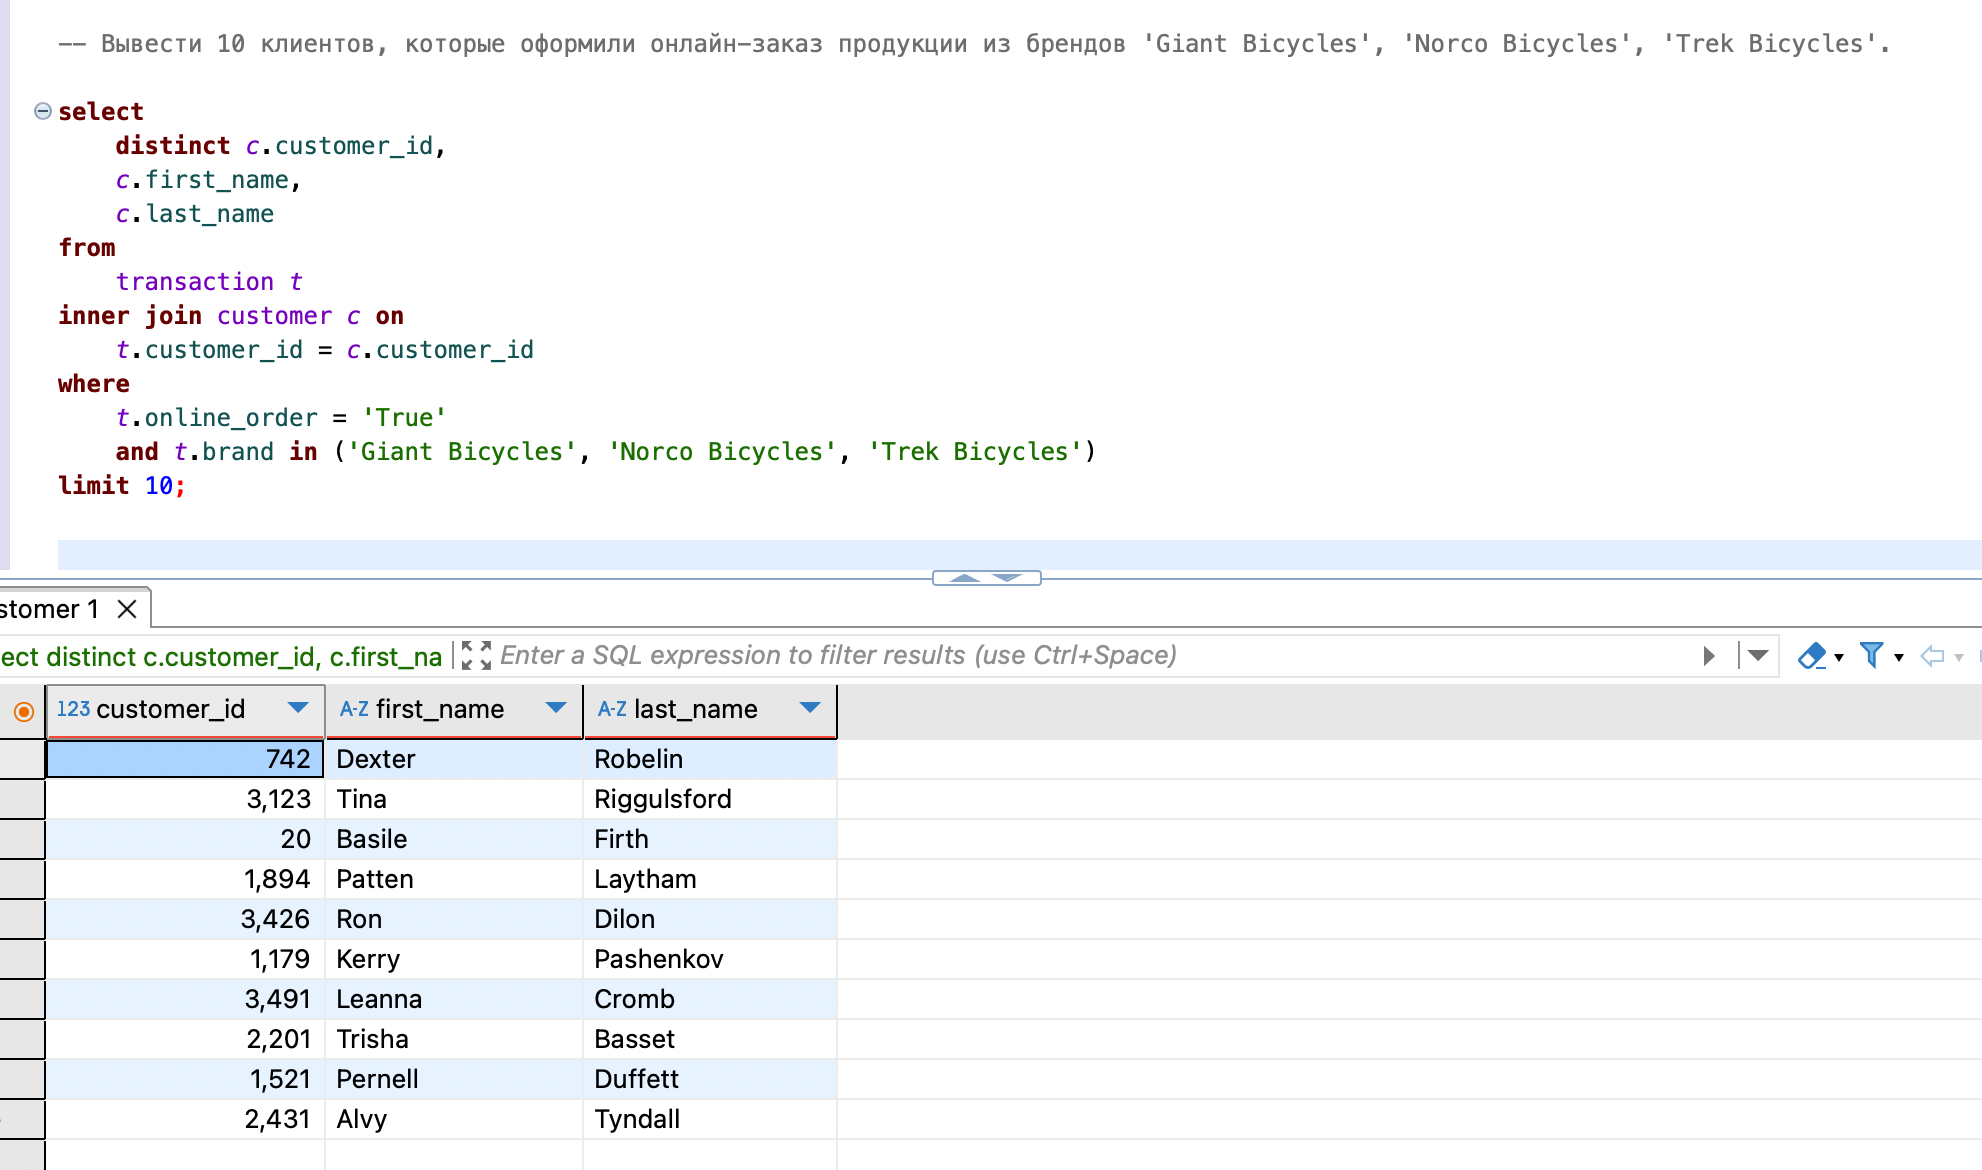 -- Вывести 10 клиентов, которые оформили онлайн-заказ продукции из брендов 'Giant Bicycles', 'Norco Bicycles', 'Trek Bicycles'.
select
distinct c.customer_id,
c.first_name,
c.last_name
from
transaction t
inner join customer c on
t.customer_id = c.customer_id
where
t.online_order = 'True'
and t.brand in ('Giant Bicycles', 'Norco Bicycles', 'Trek Bicycles')
limit 10;
stomer 1
ect distinct c.customer_id, c.first_na Enter a SQL expression to filter results (use Ctrl+Space)
123 customer_id A-Z first_name A-Z last_name
742 Dexter Robelin
3,123 Tina Riggulsford
20 Basile Firth
1,894 Patten Laytham
3,426 Ron Dilon
1,179 Kerry Pashenkov
3,491 Leanna Cromb
2,201 Trisha Basset
1,521 Pernell Duffett
2,431 Alvy Tyndall